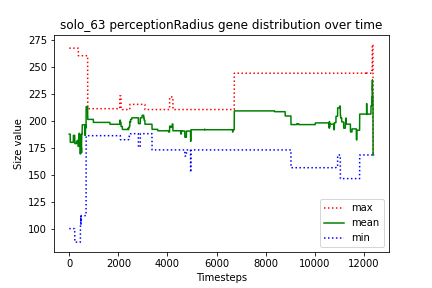 solo_63 perceptionRadius gene distribution over time
275
250
225
200
175
150
125
100
Size value
0
2000
4000
6000
8000
10000
12000
Timesteps
max
mean
min